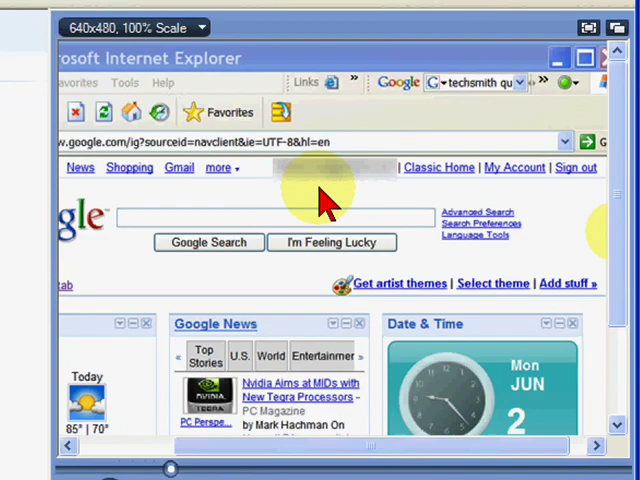 640x480, 100% Scale
rosoft Internet Explorer
avorites Tools Help Links » Google G techsmith qu »
Favorites
w.google.com/ig?sourceid=navclient&ie=UTF-8&hl=en G
News Shopping Gmail more | Classic Home | My Account | Sign out
gle
Advanced Search
Search Preferences
Language Tools
Google Search I'm Feeling Lucky
tab Get artist themes | Select theme | Add stuff »
Google News Date & Time
« Top Stories U.S. World Entertainmer »
Today
85° | 70°
Nvidia Aims at MIDs with
New Tegra Processors -
PC Magazine
by Mark Hachman On
NVIDIA
TEGRA
PC Perspe...
Mon
JUN
2